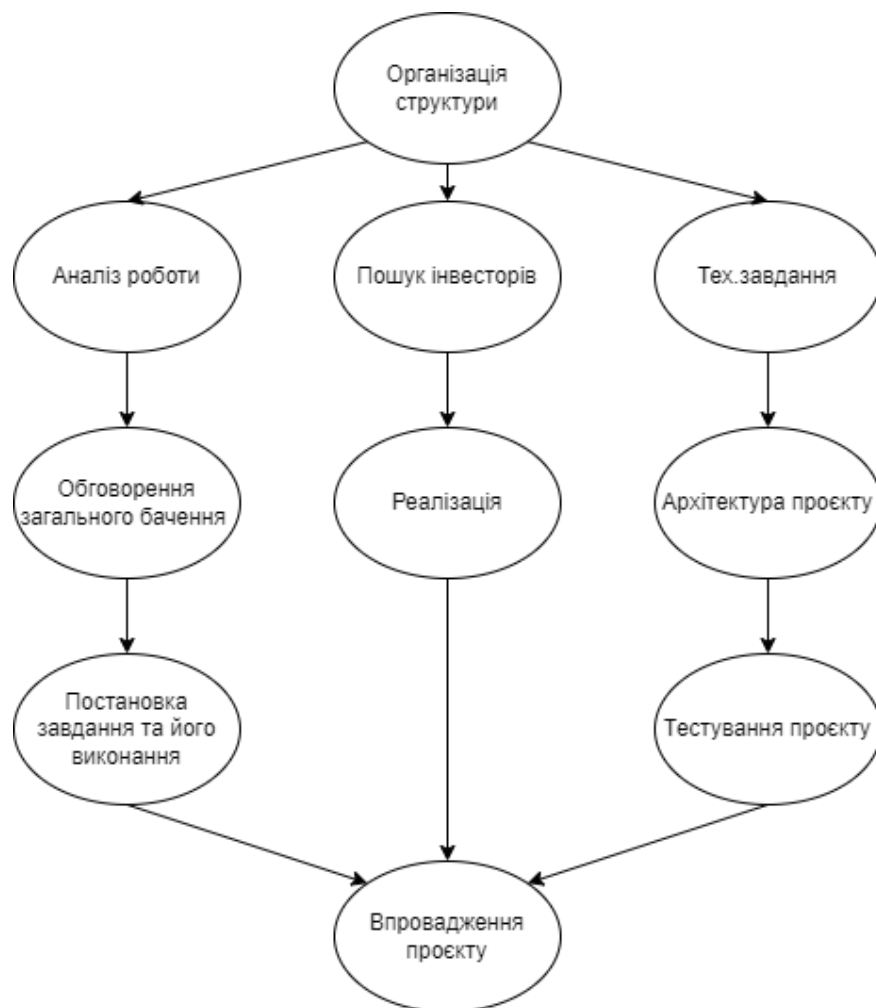 Організація
структури
Аналіз роботи
Пошук інвесторів
Тех.завдання
Обговорення
загального бачення
Реалізація
Архітектура проєкту
Постановка
завдання та його
виконання
Тестування проєкту
Впровадження
проєкту